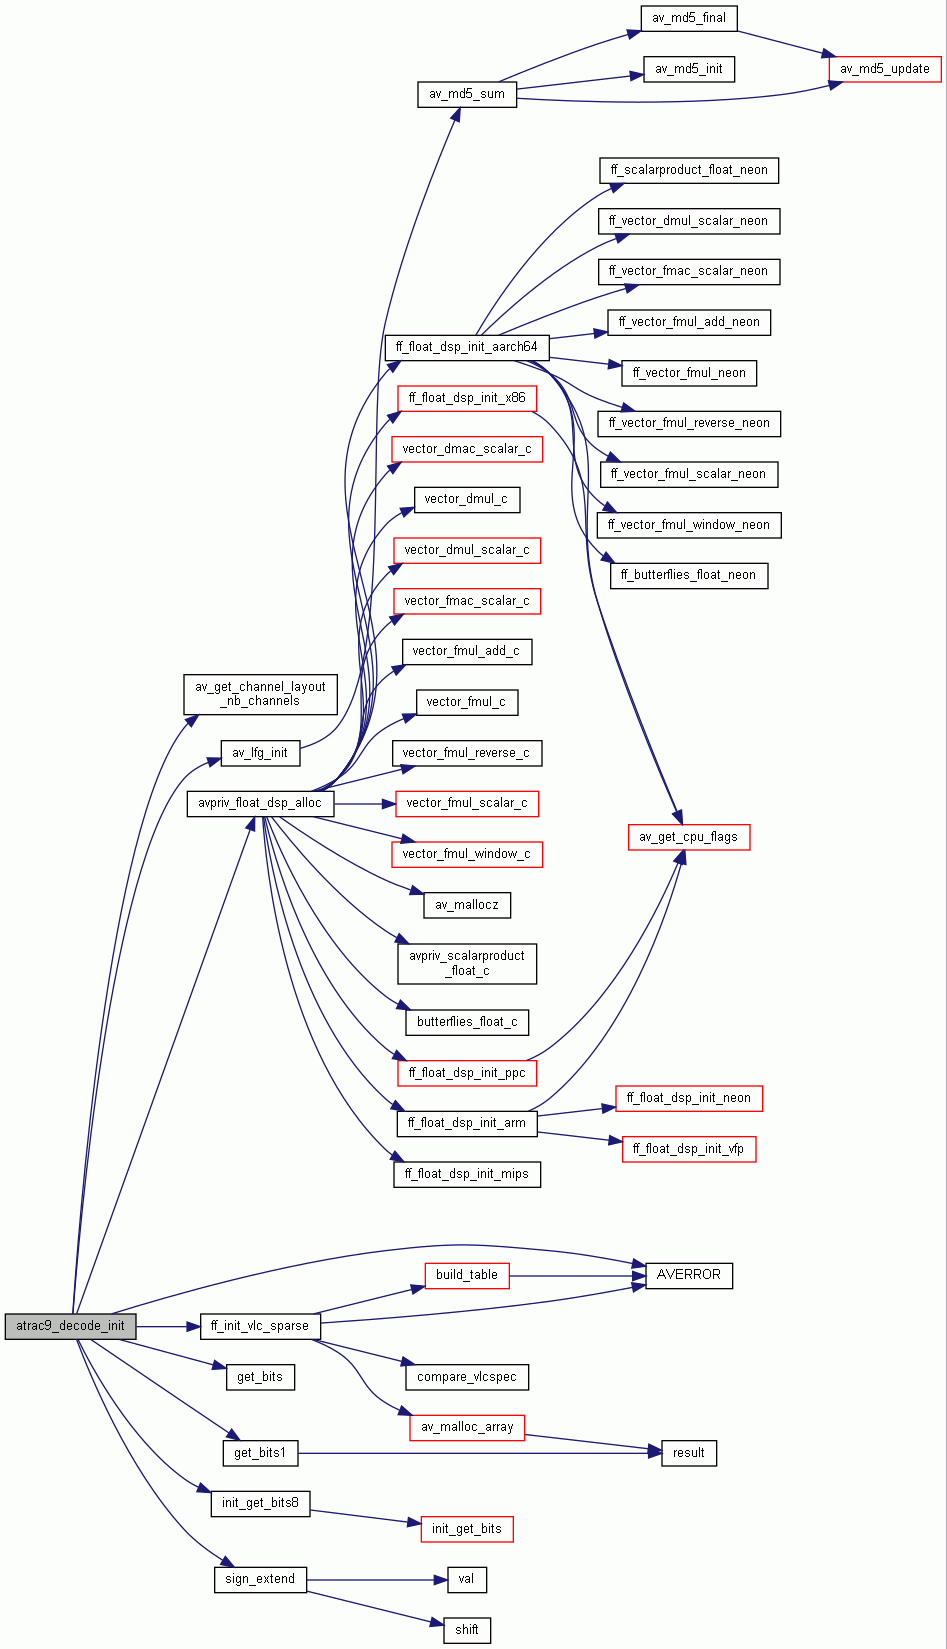 av_md5_final
av_md5_init
av_md5_update
av_md5_sum
ff_scalarproduct_float_neon
ff_vector_dmul_scalar_neon
ff_vector_fmac_scalar_neon
ff_vector_fmul_add_neon
ff_float_dsp_init_aarch64
ff_vector_fmul_neon
ff_float_dsp_init_x86
ff_vector_fmul_reverse_neon
vector_dmac_scalar_c
ff_vector_fmul_scalar_neon
vector_dmul_c
ff_vector_fmul_window_neon
vector_dmul_scalar_c
ff_butterflies_float_neon
vector_fmac_scalar_c
vector_fmul_add_c
av_get_channel_layout
_nb_channels
vector_fmul_c
av_lfg_init
vector_fmul_reverse_c
avpriv_float_dsp_alloc
vector_fmul_scalar_c
av_get_cpu_flags
vector_fmul_window_c
av_mallocz
avpriv_scalarproduct
_float_c
butterflies_float_c
ff_float_dsp_init_ppc
ff_float_dsp_init_neon
ff_float_dsp_init_arm
ff_float_dsp_init_vfp
ff_float_dsp_init_mips
build_table
AVERROR
atrac9_decode_init
ff_init_vlc_sparse
get_bits
compare_vlcspec
av_malloc_array
get_bits1
result
init_get_bits8
init_get_bits
sign_extend
val
shift